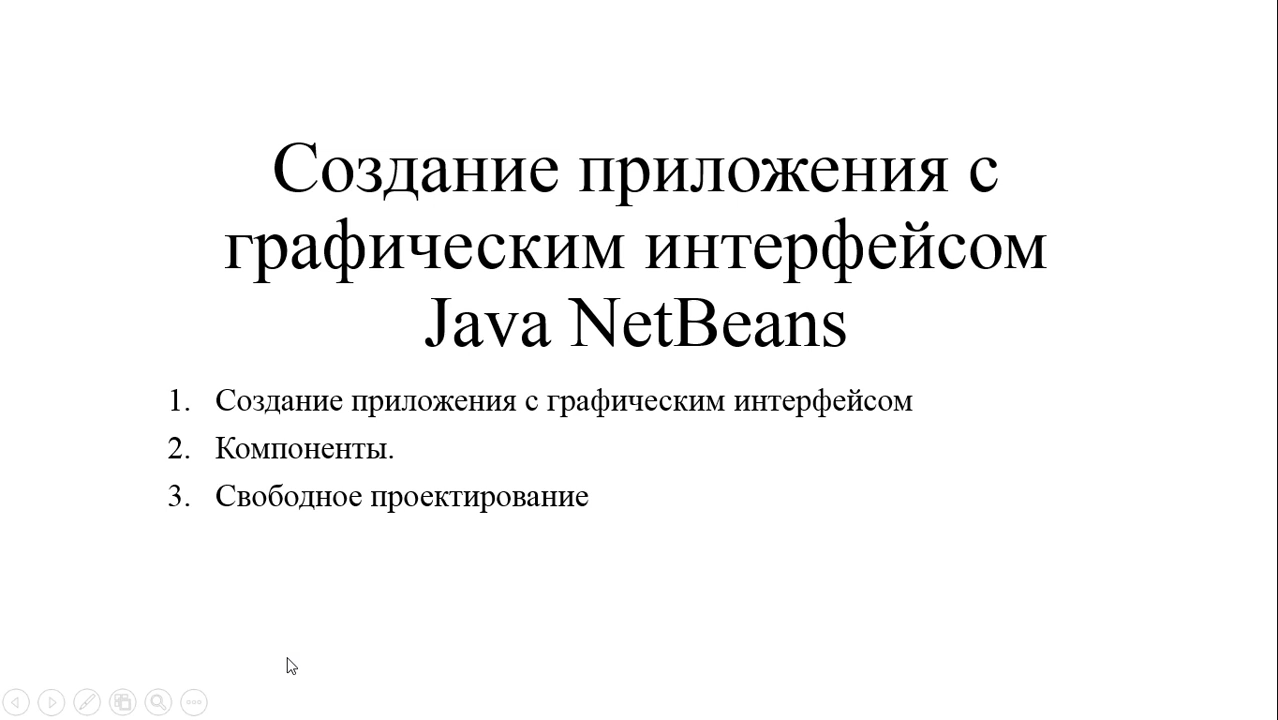 Создание приложения с
графическим интерфейсом
Java NetBeans
1. Создание приложения с графическим интерфейсом
2. Компоненты.
3. Свободное проектирование